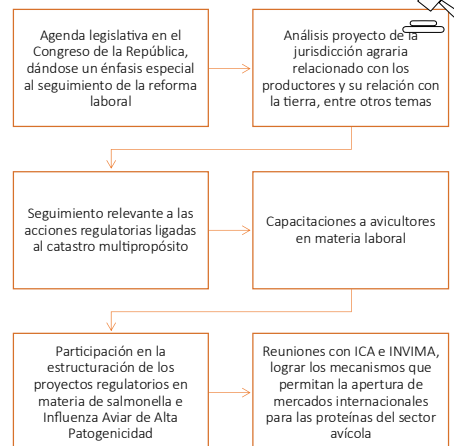 Agenda legislativa en el
Congreso de la República,
dándose un énfasis especial
al seguimiento de la reforma
laboral
Análisis proyecto de la
jurisdicción agraria
relacionado con los
productores y su relación con
la tierra, entre otros temas
Seguimiento relevante a las
acciones regulatorias ligadas
al catastro multipropósito
Capacitaciones a avicultores
en materia laboral
Participación en la
estructuración de los
proyectos regulatorios en
materia de salmonella e
Influenza Aviar de Alta
Patogenicidad
Reuniones con ICA e INVIMA,
lograr los mecanismos que
permitan la apertura de
mercados internacionales
para las proteínas del sector
avícola